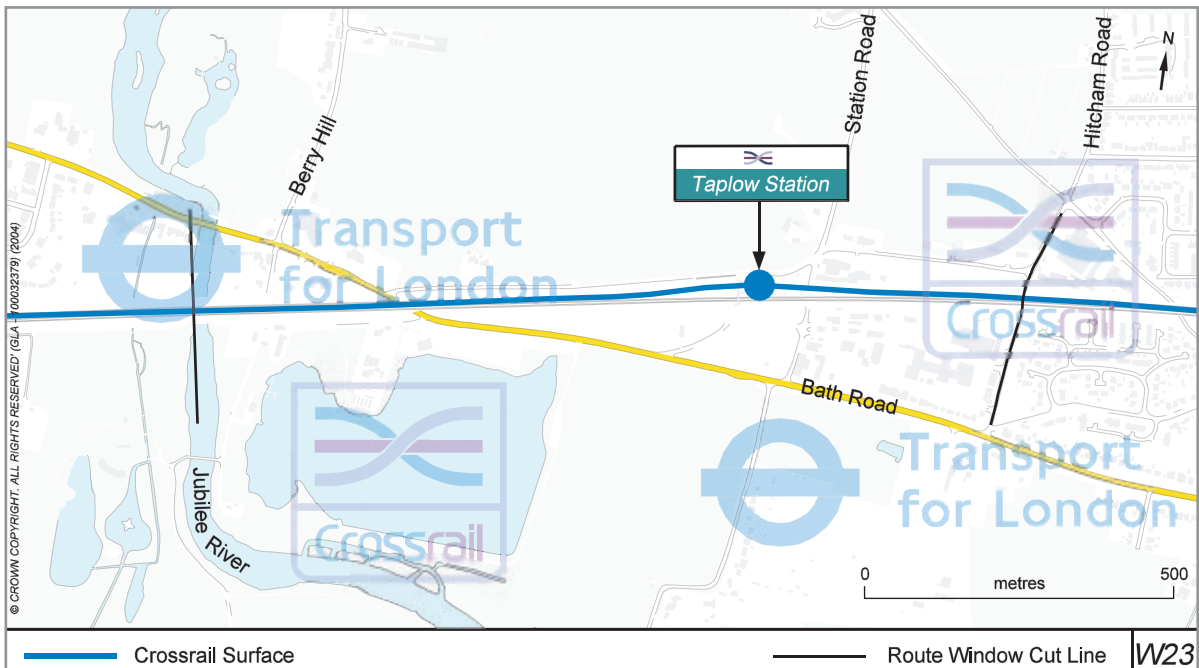 Station Road
Hitcham Road
N
Berry Hill
Taplow Station
Transport
for London
Crossrail
Bath Road
Transport
for London
Crossrail
Jubilee River
0 metres 500
© CROWN COPYRIGHT. ALL RIGHTS RESERVED' (GLA - 100032379) (2004)
Crossrail Surface
Route Window Cut Line
W23